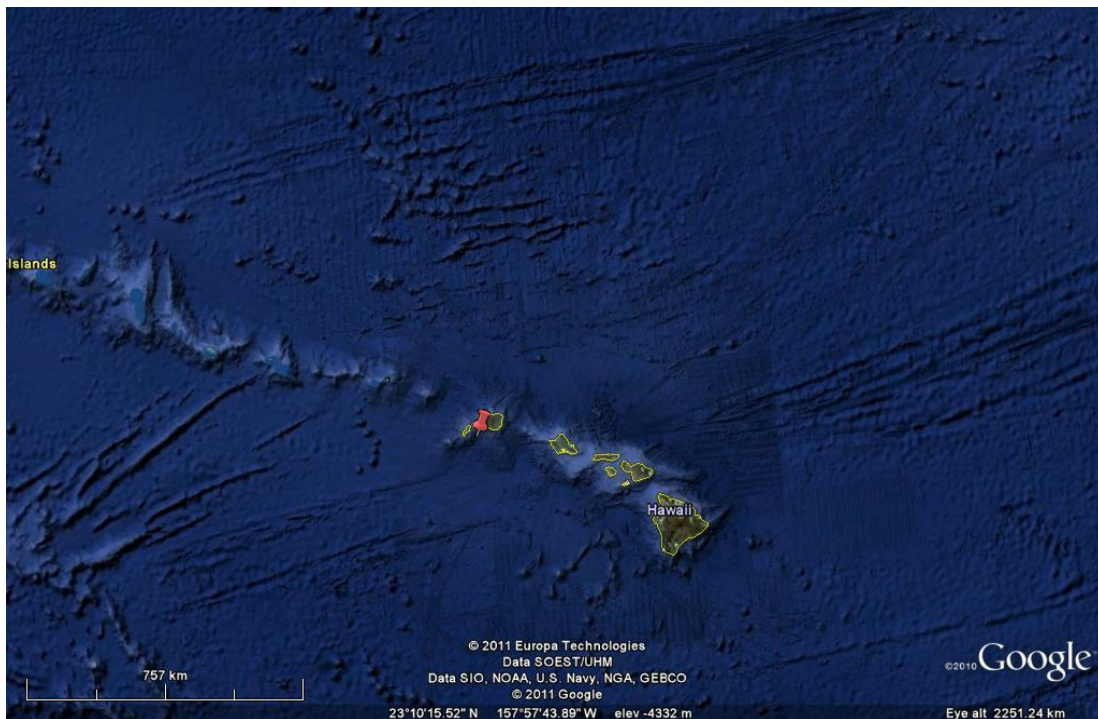 Islands
Hawaii
© 2011 Europa Technologies
Data SOEST/UHM
Data SIO, NOAA, U.S. Navy, NGA, GEBCO
© 2011 Google
©2010 Google
757 km
23°10'15.52" N 157°57'43.89" W elev -4332 m
Eye alt 2251.24 km